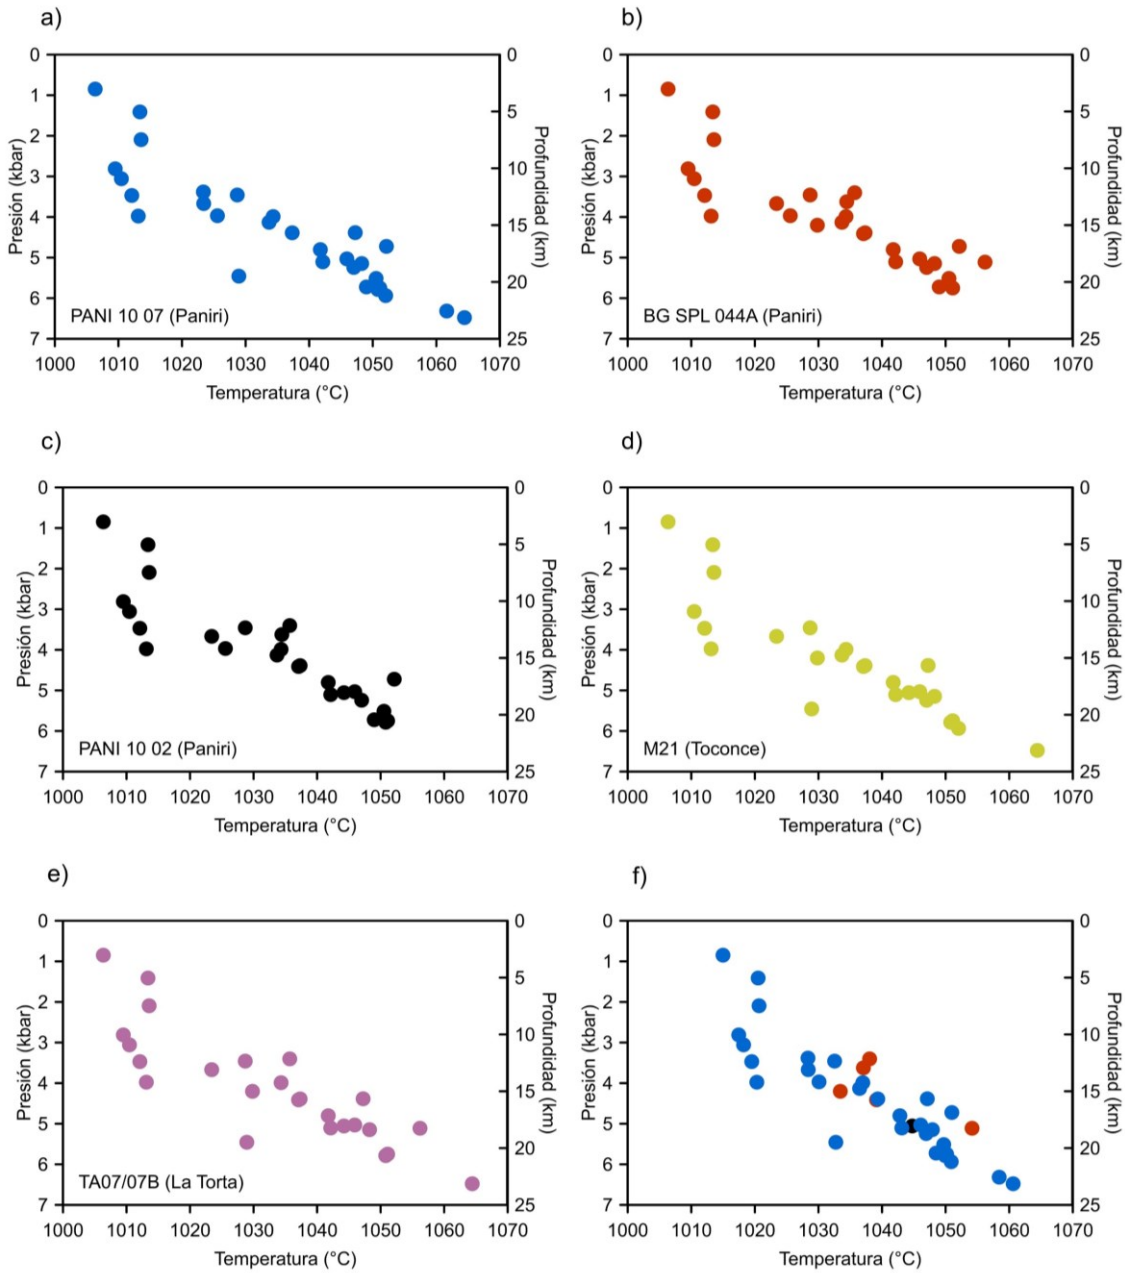 a)
0
1
2
3
4
5
6
7
Presión (kbar)
0
5
10
15
20
25
Profundidad (km)
PANI 10 07 (Paniri)
1000 1010 1020 1030 1040 1050 1060 1070
Temperatura (°C)
b)
0
1
2
3
4
5
6
7
Presión (kbar)
0
5
10
15
20
25
Profundidad (km)
BG SPL 044A (Paniri)
1000 1010 1020 1030 1040 1050 1060 1070
Temperatura (°C)
c)
0
1
2
3
4
5
6
7
Presión (kbar)
0
5
10
15
20
25
Profundidad (km)
PANI 10 02 (Paniri)
1000 1010 1020 1030 1040 1050 1060 1070
Temperatura (°C)
d)
0
1
2
3
4
5
6
7
Presión (kbar)
0
5
10
15
20
25
Profundidad (km)
M21 (Toconce)
1000 1010 1020 1030 1040 1050 1060 1070
Temperatura (°C)
e)
0
1
2
3
4
5
6
7
Presión (kbar)
0
5
10
15
20
25
Profundidad (km)
TA07/07B (La Torta)
1000 1010 1020 1030 1040 1050 1060 1070
Temperatura (°C)
f)
0
1
2
3
4
5
6
7
Presión (kbar)
0
5
10
15
20
25
Profundidad (km)
1000 1010 1020 1030 1040 1050 1060 1070
Temperatura (°C)